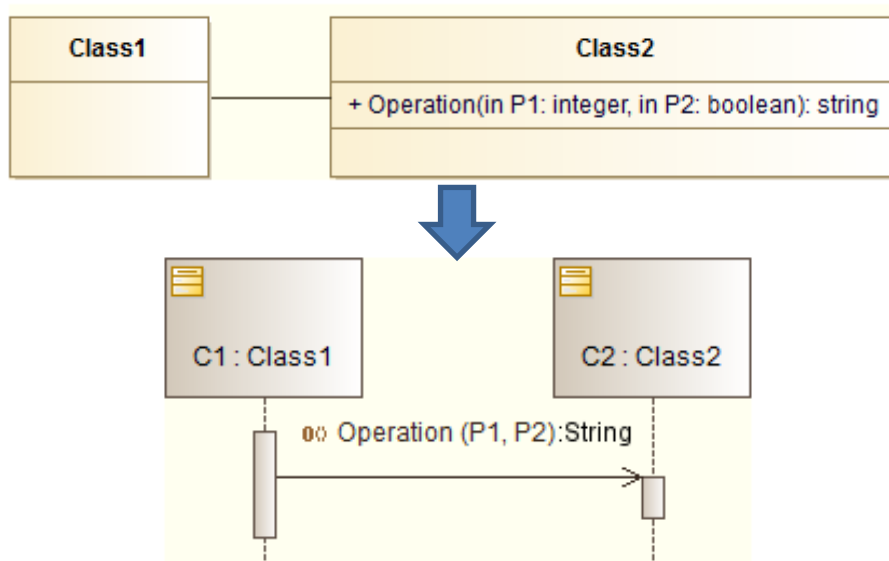 Class1
Class2
+ Operation(in P1: integer, in P2: boolean): string
C1 : Class1
C2 : Class2
Operation (P1, P2):String